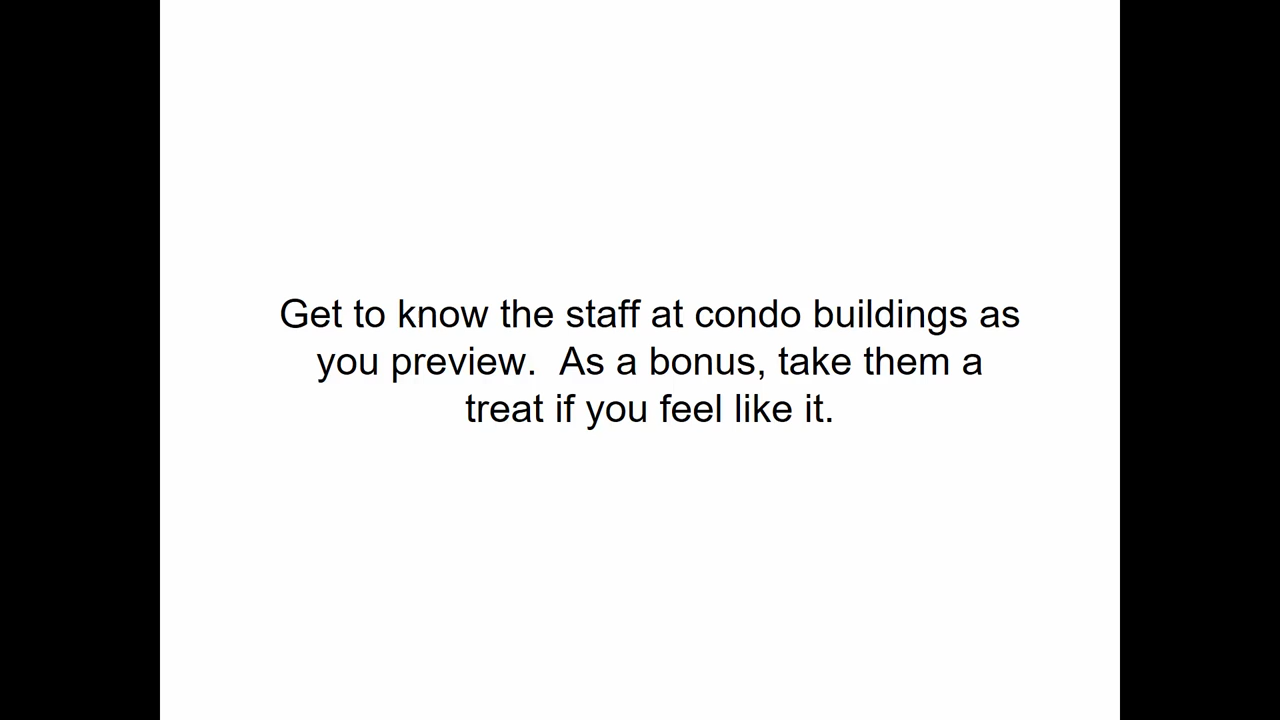 Get to know the staff at condo buildings as
you preview.  As a bonus, take them a
treat if you feel like it.